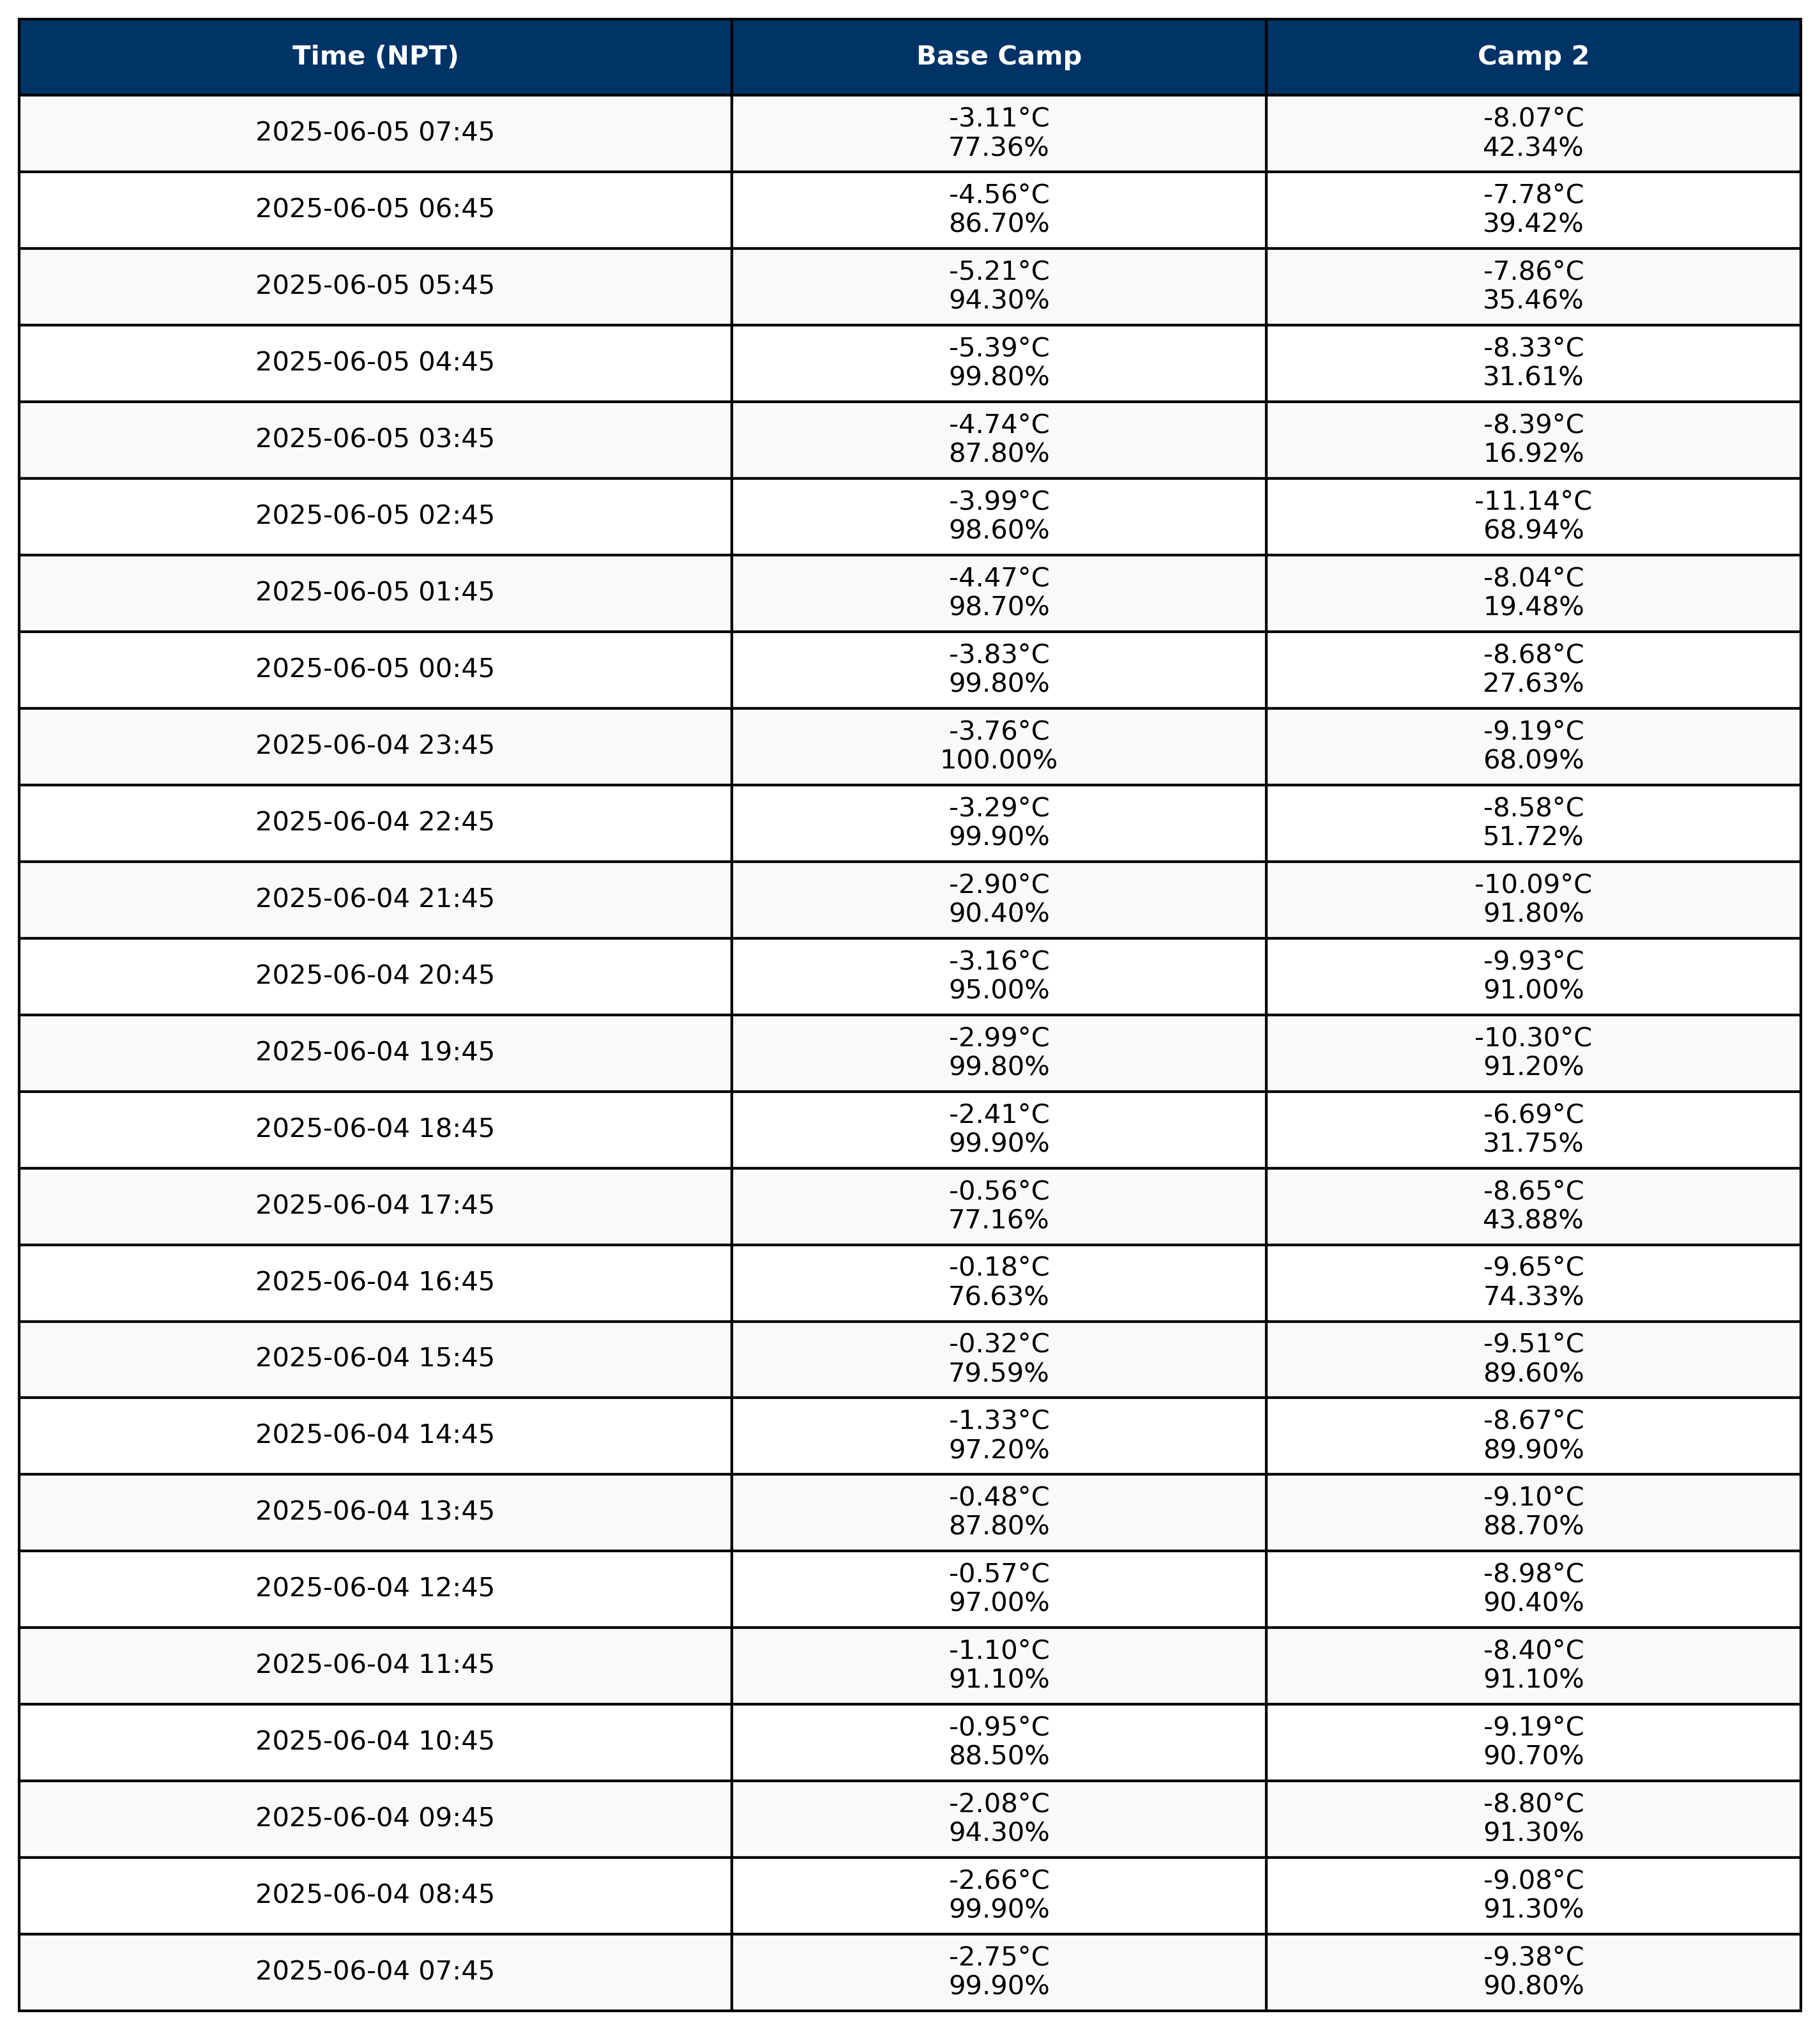 Time (NPT) Base Camp Camp 2
2025-06-05 07:45 -3.11°C -8.07°C
77.36% 42.34%
2025-06-05 06:45 -4.56°C -7.78°C
86.70% 39.42%
2025-06-05 05:45 -5.21°C -7.86°C
94.30% 35.46%
2025-06-05 04:45 -5.39°C -8.33°C
99.80% 31.61%
2025-06-05 03:45 -4.74°C -8.39°C
87.80% 16.92%
2025-06-05 02:45 -3.99°C -11.14°C
98.60% 68.94%
2025-06-05 01:45 -4.47°C -8.04°C
98.70% 19.48%
2025-06-05 00:45 -3.83°C -8.68°C
99.80% 27.63%
2025-06-04 23:45 -3.76°C -9.19°C
100.00% 68.09%
2025-06-04 22:45 -3.29°C -8.58°C
99.90% 51.72%
2025-06-04 21:45 -2.90°C -10.09°C
90.40% 91.80%
2025-06-04 20:45 -3.16°C -9.93°C
95.00% 91.00%
2025-06-04 19:45 -2.99°C -10.30°C
99.80% 91.20%
2025-06-04 18:45 -2.41°C -6.69°C
99.90% 31.75%
2025-06-04 17:45 -0.56°C -8.65°C
77.16% 43.88%
2025-06-04 16:45 -0.18°C -9.65°C
76.63% 74.33%
2025-06-04 15:45 -0.32°C -9.51°C
79.59% 89.60%
2025-06-04 14:45 -1.33°C -8.67°C
97.20% 89.90%
2025-06-04 13:45 -0.48°C -9.10°C
87.80% 88.70%
2025-06-04 12:45 -0.57°C -8.98°C
97.00% 90.40%
2025-06-04 11:45 -1.10°C -8.40°C
91.10% 91.10%
2025-06-04 10:45 -0.95°C -9.19°C
88.50% 90.70%
2025-06-04 09:45 -2.08°C -8.80°C
94.30% 91.30%
2025-06-04 08:45 -2.66°C -9.08°C
99.90% 91.30%
2025-06-04 07:45 -2.75°C -9.38°C
99.90% 90.80%